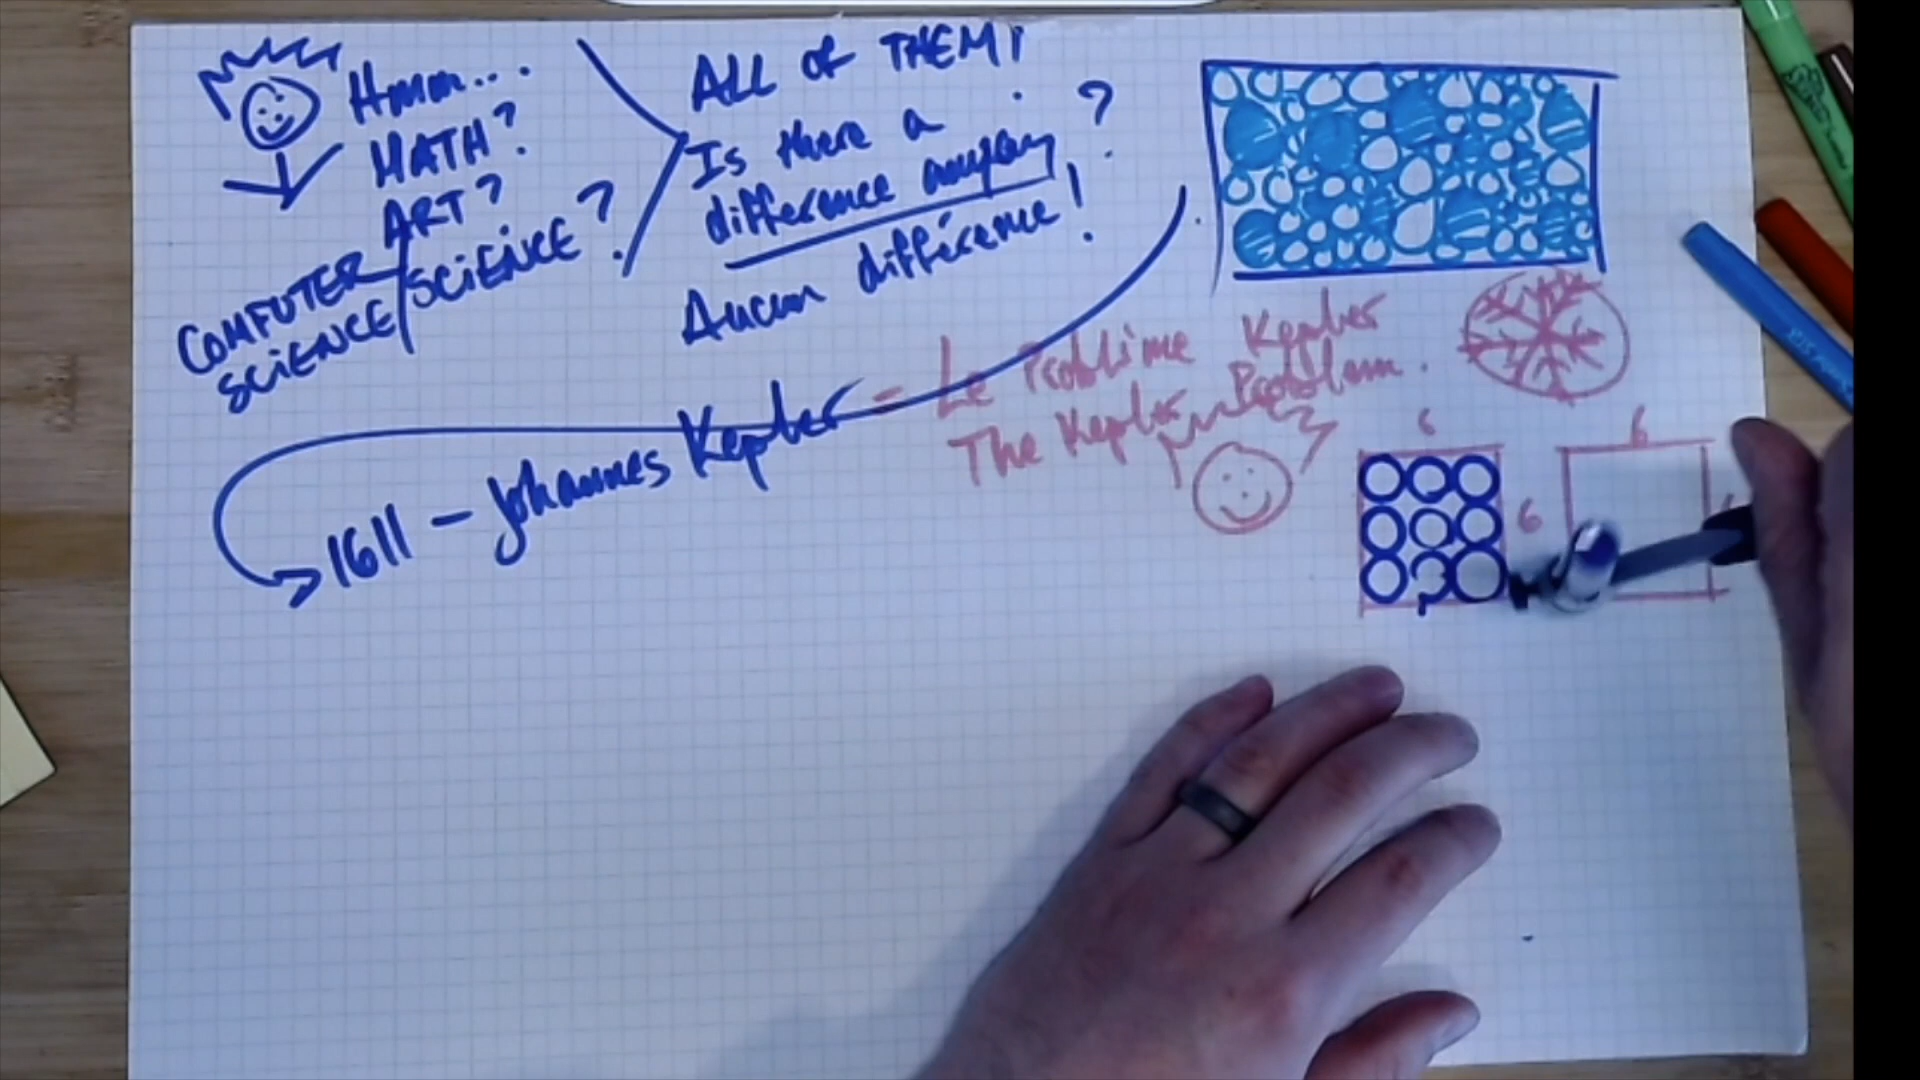 Hmm...
MATH?
ART?
COMPUTER SCIENCE/SCIENCE?
ALL OF THEM!
Is there a
difference anyway?
Aucun différence!
1611 - Johannes Kepler = Le Problime Kepler
The Kepler Problem.
6
6
6